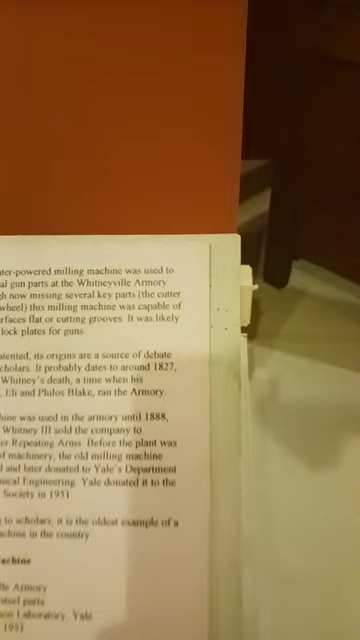 ter-powered milling machine was used to
al gun parts at the Whitneyville Armory
gh now missing several key parts (the cutter
wheel) this milling machine was capable of
rfaces flat or cutting grooves. It was likely
lock plates for guns.
atented, its origins are a source of debate
cholars. It probably dates to around 1827,
Whitney's death, a time when his
, Eli and Philos Blake, ran the Armory.
hine was used in the armory until 1888,
Whitney III sold the company to
er Repeating Arms. Before the plant was
of machinery, the old milling machine
l and later donated to Yale's Department
nical Engineering. Yale donated it to the
Society in 1951
g to scholars, it is the oldest example of a
achine in the country
achine
lle Armory
parts
on Laboratory, Yale
1951